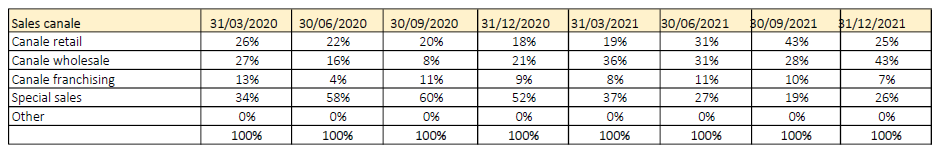 Sales canale 31/03/2020 30/06/2020 30/09/2020 31/12/2020 31/03/2021 30/06/2021 30/09/2021 31/12/2021
Canale retail 26% 22% 20% 18% 19% 31% 43% 25%
Canale wholesale 27% 16% 8% 21% 36% 31% 28% 43%
Canale franchising 13% 4% 11% 9% 8% 11% 10% 7%
Special sales 34% 58% 60% 52% 37% 27% 19% 26%
Other 0% 0% 0% 0% 0% 0% 0% 0%
100% 100% 100% 100% 100% 100% 100% 100%